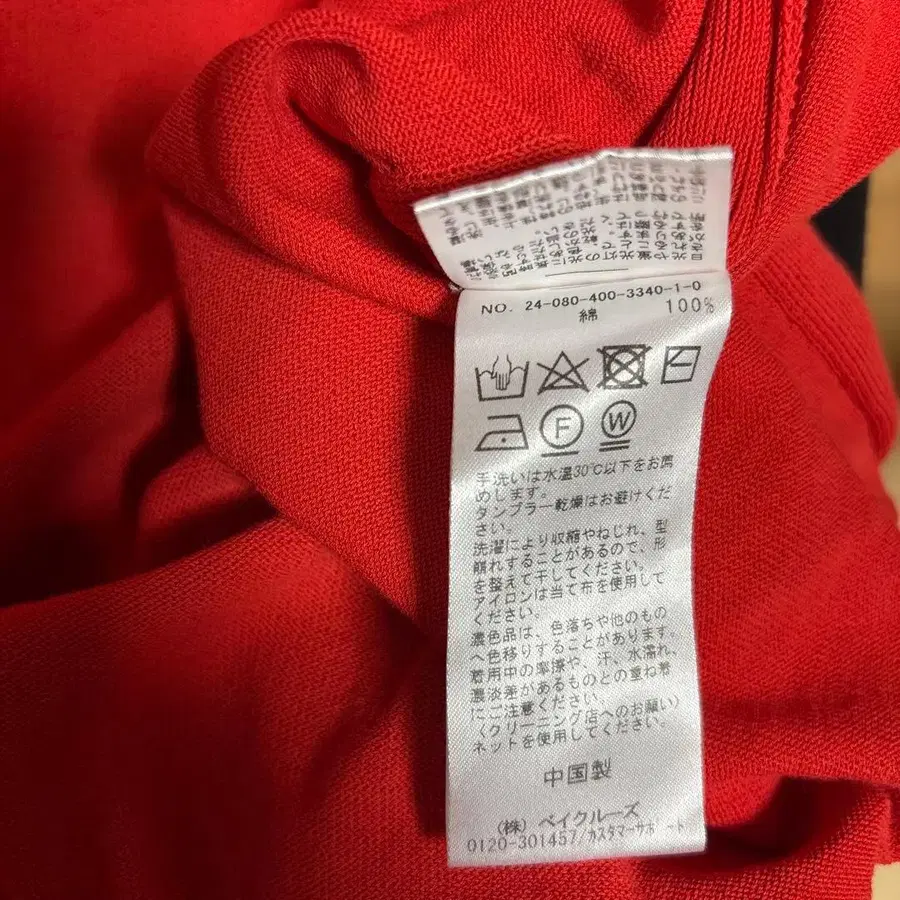 NO. 24-080-400-3340-1-0
綿 100%
F
W
手洗いは水温30℃以下をお薦
めします。
タンブラー乾燥はお避けくだ
さい。
洗濯により収縮やねじれ、型
崩れすることがあるので、形
を整えて干してください。
アイロンは当て布を使用して
ください。
濃色品は、色落ちや他のもの
へ色移りすることがあります。
着用中の摩擦や、汗、水濡れ、
濃淡差があるものとの重ね着
にご注意ください。
〈クリーニング店へのお願い〉
ネットを使用してください。
中国製
(株) ベイクルーズ
0120-301457/カスタマーサポート